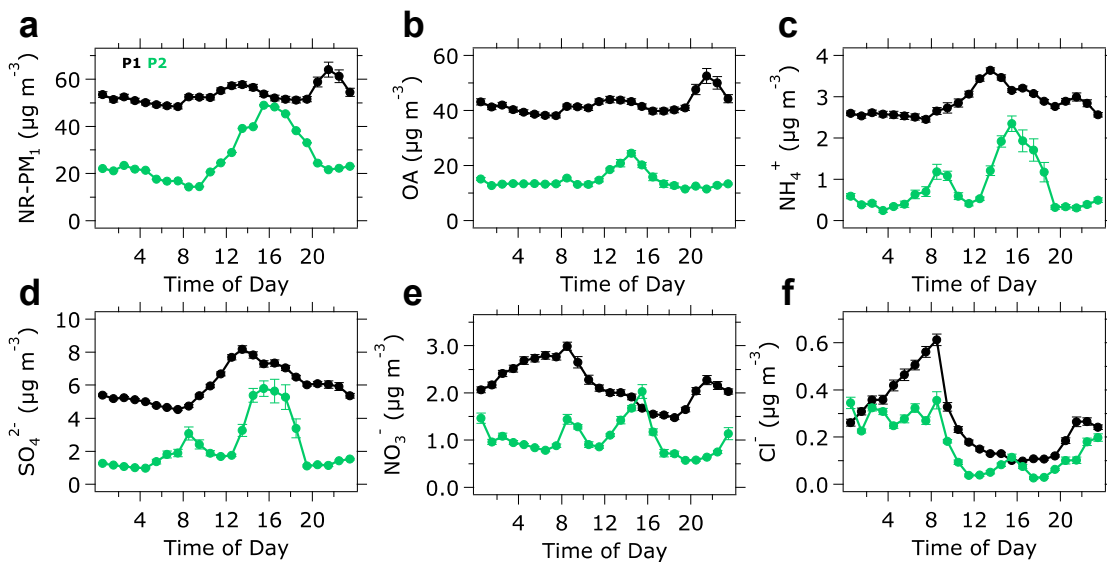 a
P1 P2
NR-PM₁ (µg m⁻³)
60
40
20
0
4 8 12 16 20
Time of Day
b
OA (µg m⁻³)
60
40
20
0
4 8 12 16 20
Time of Day
c
NH₄⁺ (µg m⁻³)
4
3
2
1
0
4 8 12 16 20
Time of Day
d
SO₄²⁻ (µg m⁻³)
10
8
6
4
2
0
4 8 12 16 20
Time of Day
e
NO₃⁻ (µg m⁻³)
3.0
2.0
1.0
0.0
4 8 12 16 20
Time of Day
f
Cl⁻ (µg m⁻³)
0.6
0.4
0.2
0.0
4 8 12 16 20
Time of Day